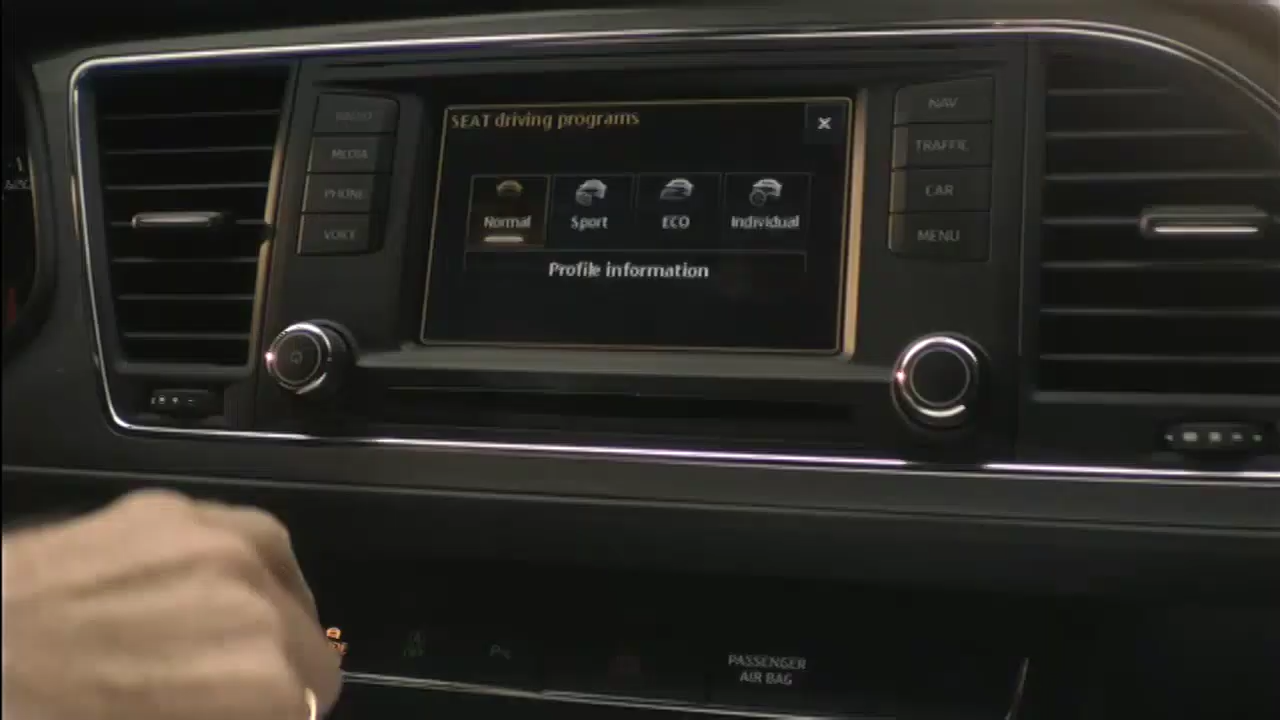 RADIO
MEDIA
PHONE
VOICE
SEAT driving programs
Normal
Sport
ECO
Individual
Profile information
NAV
TRAFFIC
CAR
MENU
PASSENGER
AIR BAG